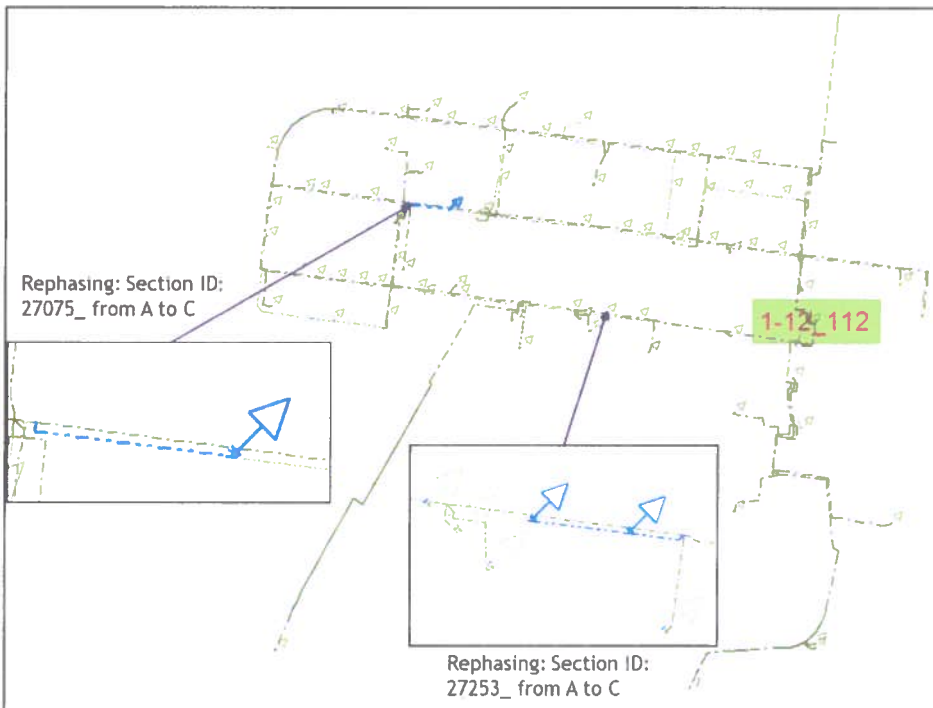 Rephasing: Section ID:
27075_ from A to C
1-12_112
Rephasing: Section ID:
27253_ from A to C